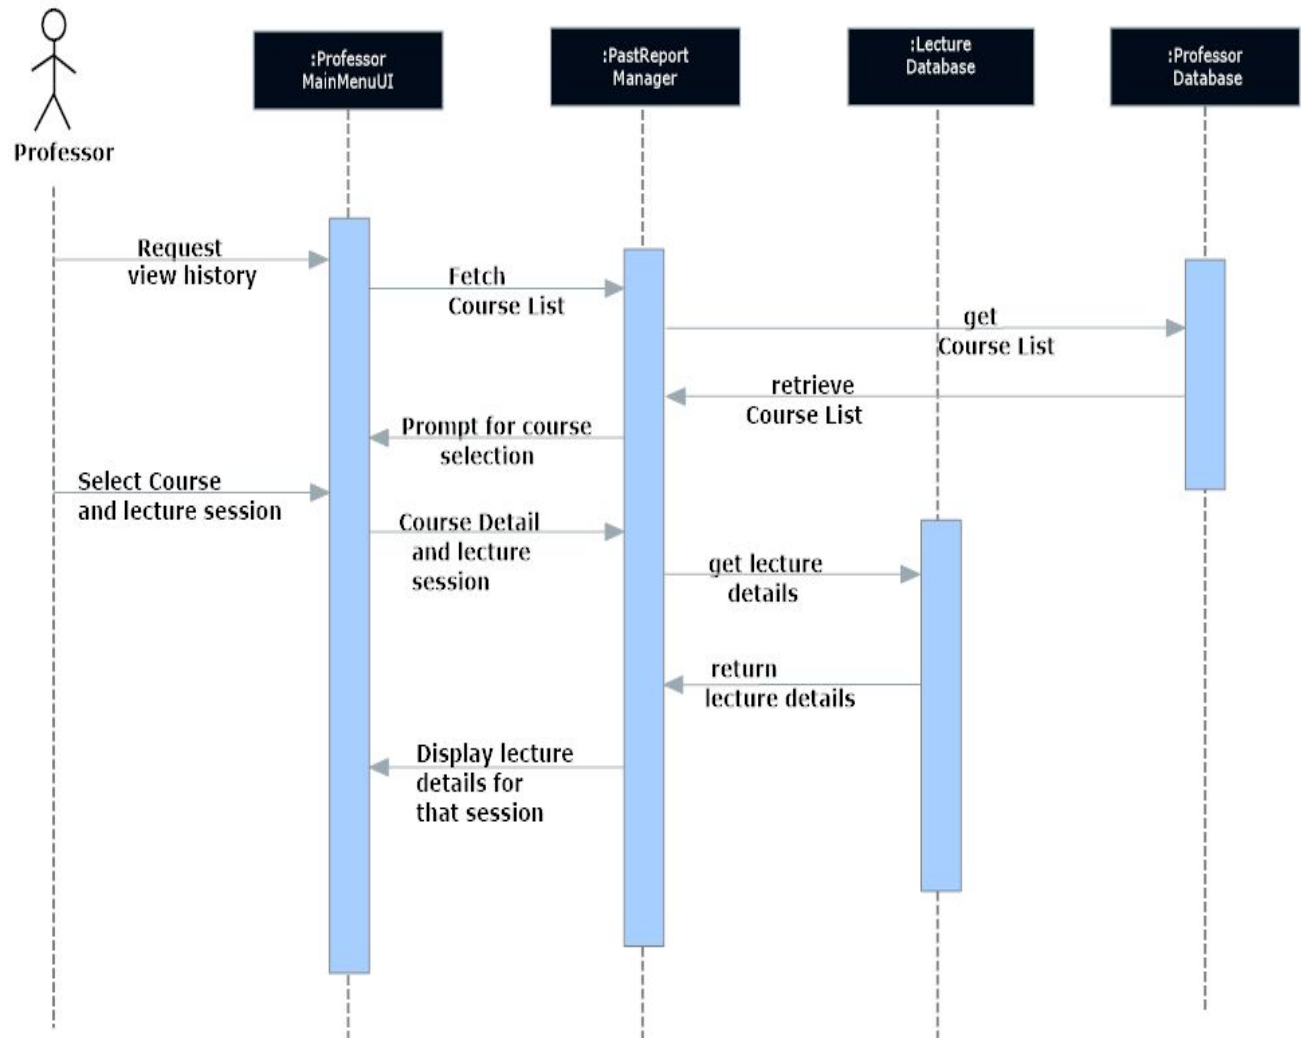 :Professor
MainMenuUI
:PastReport
Manager
:Lecture
Database
:Professor
Database
Professor
Request
view history
Fetch
Course List
get
Course List
retrieve
Course List
Prompt for course
selection
Select Course
and lecture session
Course Detail
and lecture
session
get lecture
details
return
lecture details
Display lecture
details for
that session